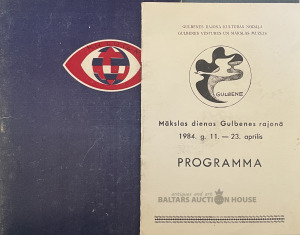 GULBENES RAJONA KULTŪRAS NODAĻA
GULBENES VĒSTURES UN MĀKSLAS MUZEJS
GULBENE
Mākslas dienas Gulbenes rajonā
1984. g. 11. — 23. aprīlis
PROGRAMMA
antiques and art
BALTARS AUCTION HOUSE